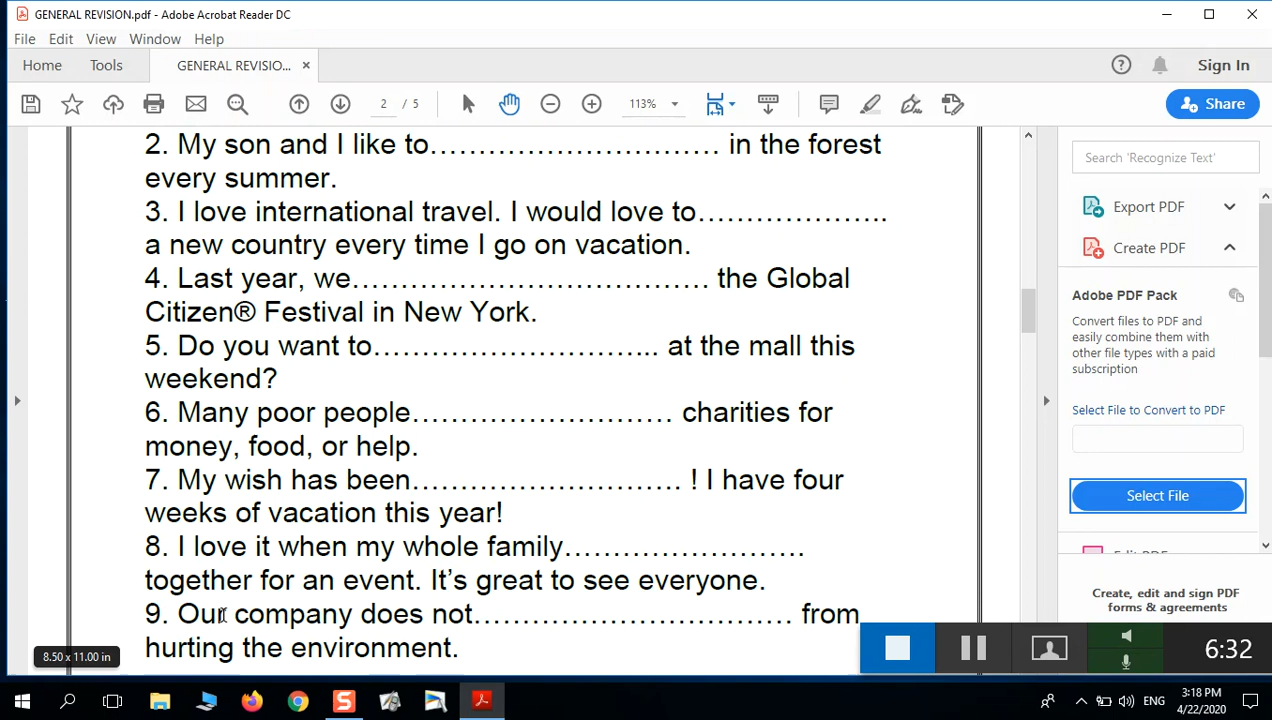 GENERAL REVISION.pdf - Adobe Acrobat Reader DC
File Edit View Window Help
Home Tools GENERAL REVISIO... × Sign In
2 / 5 113% Share
2. My son and I like to…………………………. in the forest
every summer.
3. I love international travel. I would love to………………..
a new country every time I go on vacation.
4. Last year, we………………………………… the Global
Citizen® Festival in New York.
5. Do you want to………………………... at the mall this
weekend?
6. Many poor people……………………… charities for
money, food, or help.
7. My wish has been………………………. ! I have four
weeks of vacation this year!
8. I love it when my whole family…………………….
together for an event. It's great to see everyone.
9. Our company does not……………………………. from
hurting the environment.
8.50 x 11.00 in
Search 'Recognize Text'
Export PDF
Create PDF
Adobe PDF Pack
Convert files to PDF and
easily combine them with
other file types with a paid
subscription
Select File to Convert to PDF
Select File
Edit PDF
Create, edit and sign PDF
forms & agreements
6:32
ENG
3:18 PM
4/22/2020